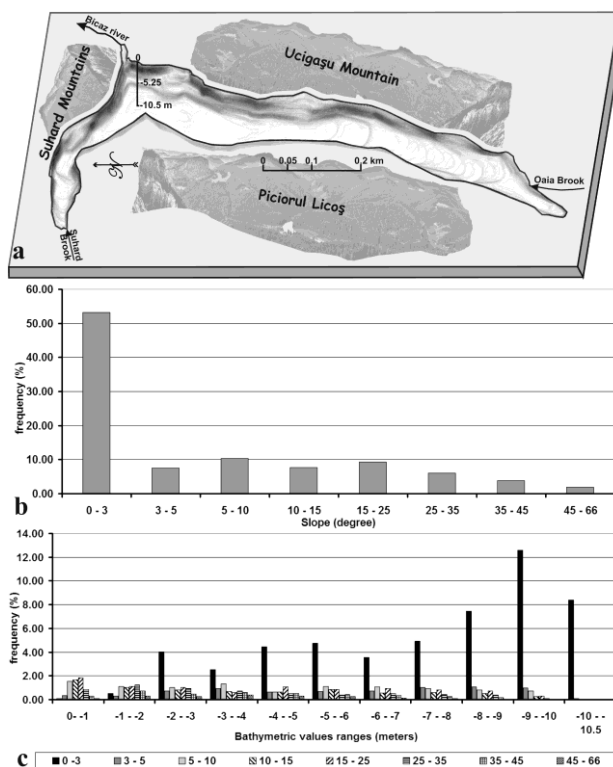 a
Bicaz river
Suhard Mountains
Ucigaşu Mountain
0
-5.25
-10.5 m
N
0 0.05 0.1 0.2 km
Oaia Brook
Piciorul Licoş
Suhard
Brook
b
frequency (%)
60.00
50.00
40.00
30.00
20.00
10.00
0.00
0 - 3 3 - 5 5 - 10 10 - 15 15 - 25 25 - 35 35 - 45 45 - 66
Slope (degree)
c
frequency (%)
14.00
12.00
10.00
8.00
6.00
4.00
2.00
0.00
0- -1 -1 - -2 -2 - -3 -3 - -4 -4 - -5 -5 - -6 -6 - -7 -7 - -8 -8 - -9 -9 - -10 -10 - -
10.5
Bathymetric values ranges (meters)
0 -3 3 - 5 5 - 10 10 - 15 15 - 25 25 - 35 35 - 45 45 - 66